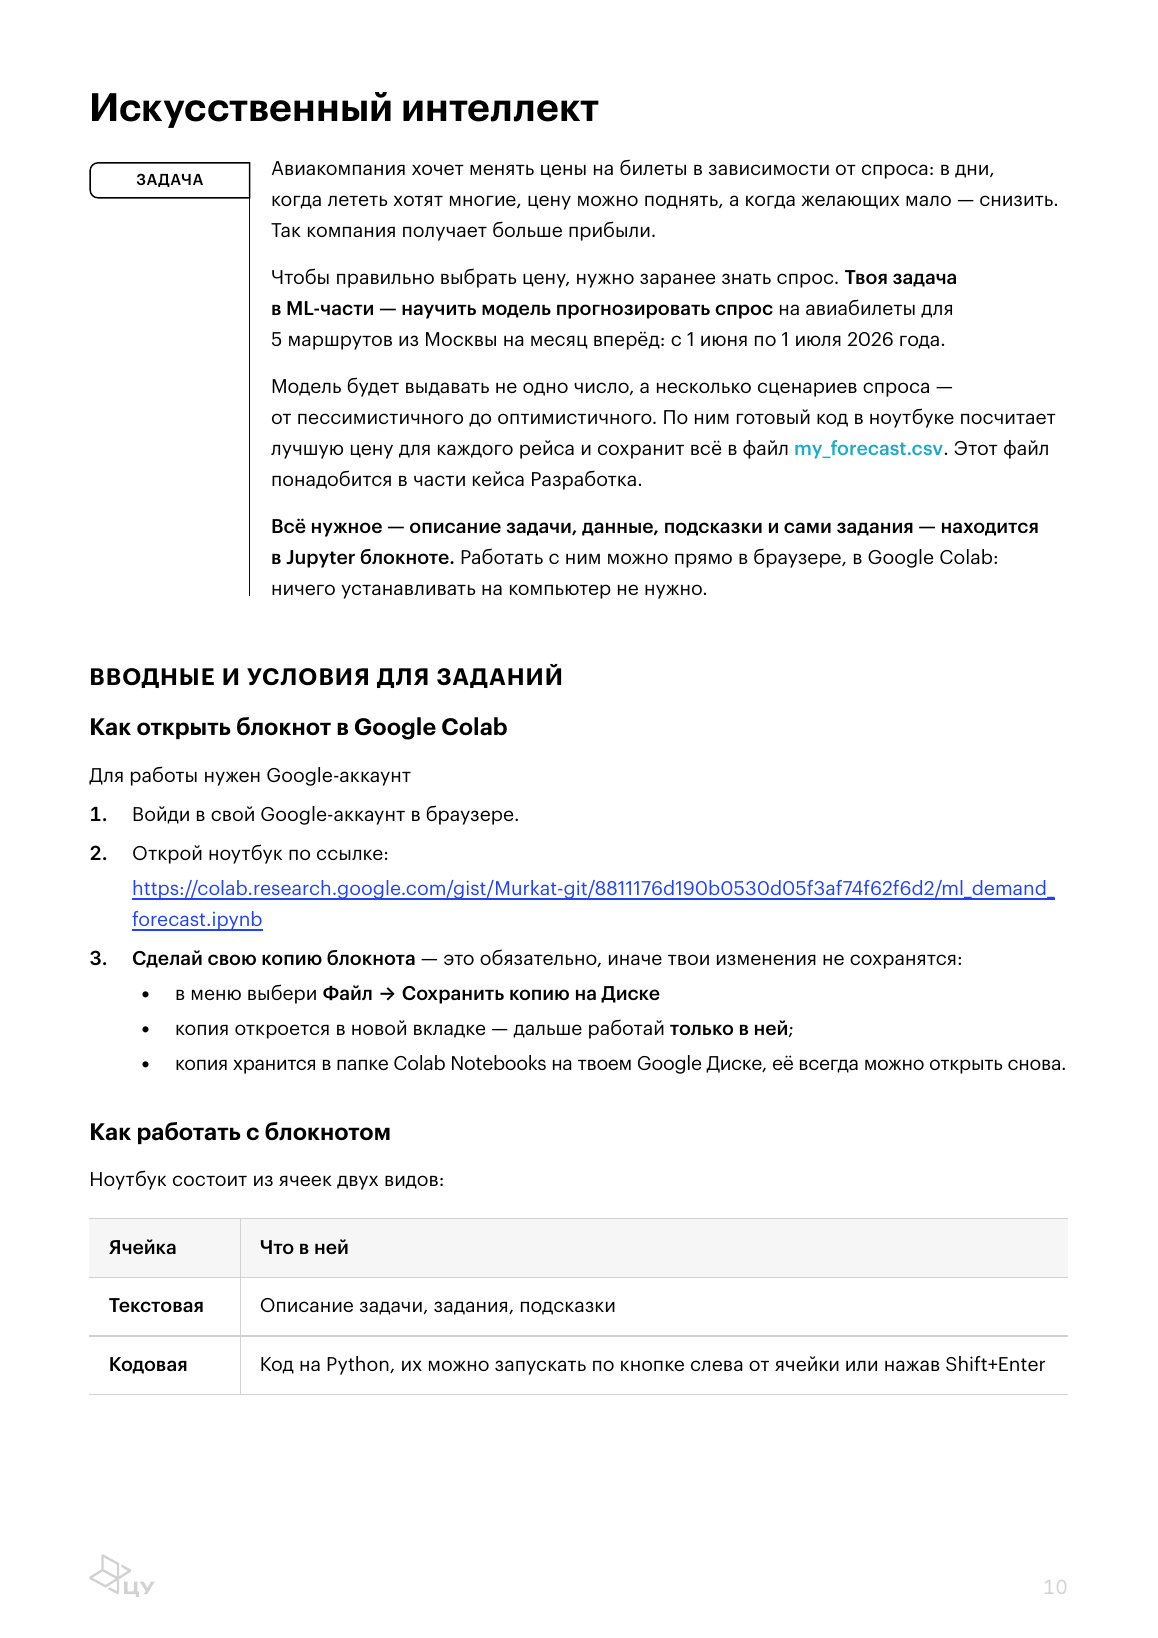 Искусственный интеллект
ЗАДАЧА
Авиакомпания хочет менять цены на билеты в зависимости от спроса: в дни,
когда лететь хотят многие, цену можно поднять, а когда желающих мало — снизить.
Так компания получает больше прибыли.
Чтобы правильно выбрать цену, нужно заранее знать спрос. Твоя задача
в ML-части — научить модель прогнозировать спрос на авиабилеты для
5 маршрутов из Москвы на месяц вперёд: с 1 июня по 1 июля 2026 года.
Модель будет выдавать не одно число, а несколько сценариев спроса —
от пессимистичного до оптимистичного. По ним готовый код в ноутбуке посчитает
лучшую цену для каждого рейса и сохранит всё в файл my_forecast.csv. Этот файл
понадобится в части кейса Разработка.
Всё нужное — описание задачи, данные, подсказки и сами задания — находится
в Jupyter блокноте. Работать с ним можно прямо в браузере, в Google Colab:
ничего устанавливать на компьютер не нужно.
ВВОДНЫЕ И УСЛОВИЯ ДЛЯ ЗАДАНИЙ
Как открыть блокнот в Google Colab
Для работы нужен Google-аккаунт
1. Войди в свой Google-аккаунт в браузере.
2. Открой ноутбук по ссылке:
https://colab.research.google.com/gist/Murkat-git/8811176d190b0530d05f3af74f62f6d2/ml_demand_
forecast.ipynb
3. Сделай свою копию блокнота — это обязательно, иначе твои изменения не сохранятся:
• в меню выбери Файл → Сохранить копию на Диске
• копия откроется в новой вкладке — дальше работай только в ней;
• копия хранится в папке Colab Notebooks на твоем Google Диске, её всегда можно открыть снова.
Как работать с блокнотом
Ноутбук состоит из ячеек двух видов:
Ячейка Что в ней
Текстовая Описание задачи, задания, подсказки
Кодовая Код на Python, их можно запускать по кнопке слева от ячейки или нажав Shift+Enter
ЦУ
10